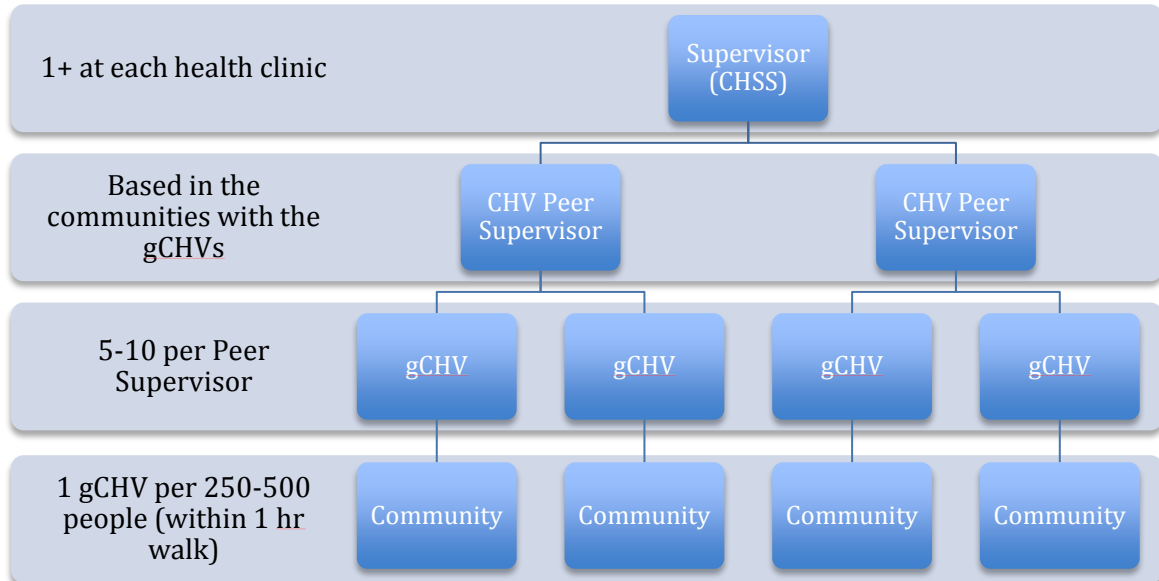 1+ at each health clinic
Supervisor
(CHSS)
Based in the
communities with the
gCHVs
CHV Peer
Supervisor
CHV Peer
Supervisor
5-10 per Peer
Supervisor
gCHV
gCHV
gCHV
gCHV
1 gCHV per 250-500
people (within 1 hr
walk)
Community
Community
Community
Community